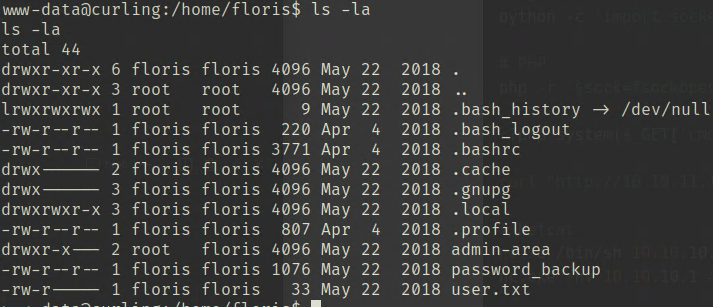 www-data@curling:/home/floris$ ls -la
ls -la
total 44
drwxr-xr-x 6 floris floris 4096 May 22  2018 .
drwxr-xr-x 3 root   root   4096 May 22  2018 ..
lrwxrwxrwx 1 root   root      9 May 22  2018 .bash_history -> /dev/null
-rw-r--r-- 1 floris floris  220 Apr  4  2018 .bash_logout
-rw-r--r-- 1 floris floris 3771 Apr  4  2018 .bashrc
drwx------ 2 floris floris 4096 May 22  2018 .cache
drwx------ 3 floris floris 4096 May 22  2018 .gnupg
drwxrwxr-x 3 floris floris 4096 May 22  2018 .local
-rw-r--r-- 1 floris floris  807 Apr  4  2018 .profile
drwxr-x--- 2 root   floris 4096 May 22  2018 admin-area
-rw-r--r-- 1 floris floris 1076 May 22  2018 password_backup
-rw-r----- 1 floris floris   33 May 22  2018 user.txt
www-data@curling:/home/floris$